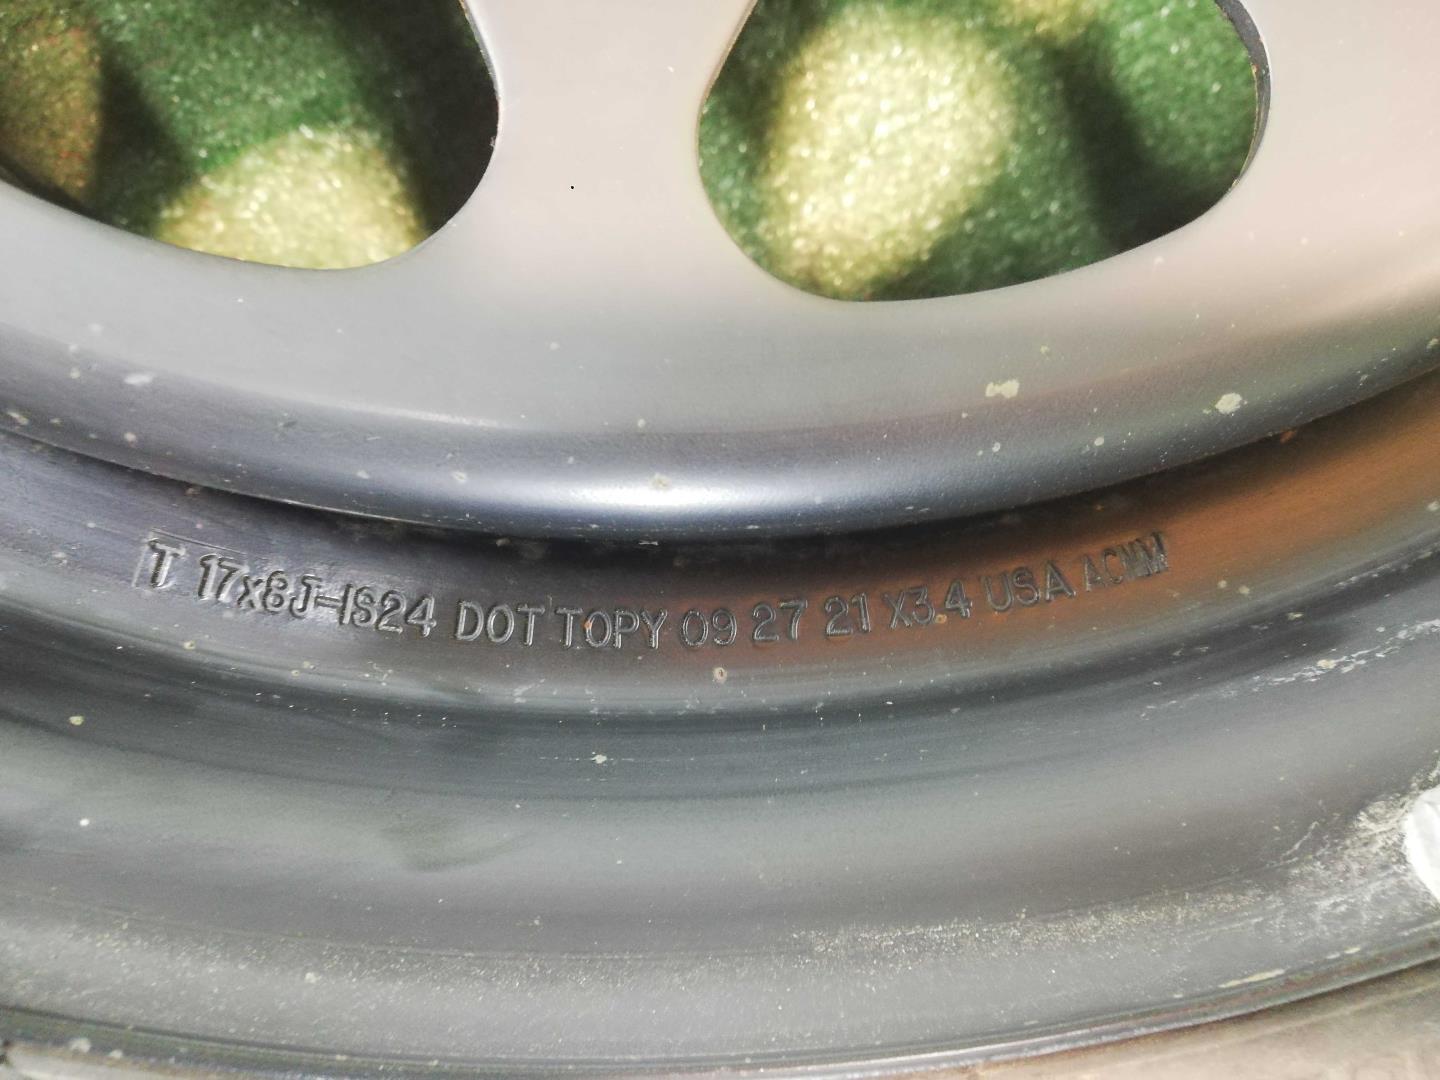 T 17x8J-IS24 DOT TOPY 09 27 21 X3.4 USA ACMM